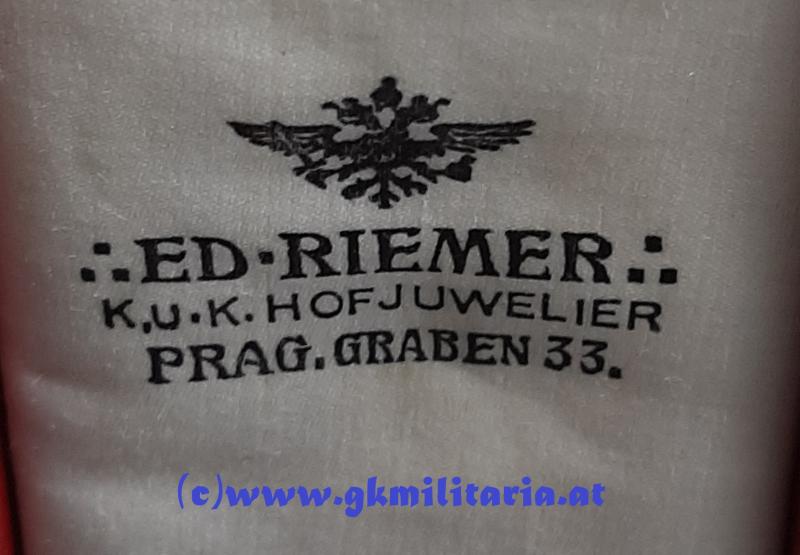 ∴ED·RIEMER∴
K.U.K.HOFJUWELIER
PRAG. GRABEN 33.
(c)www.gkmilitaria.at